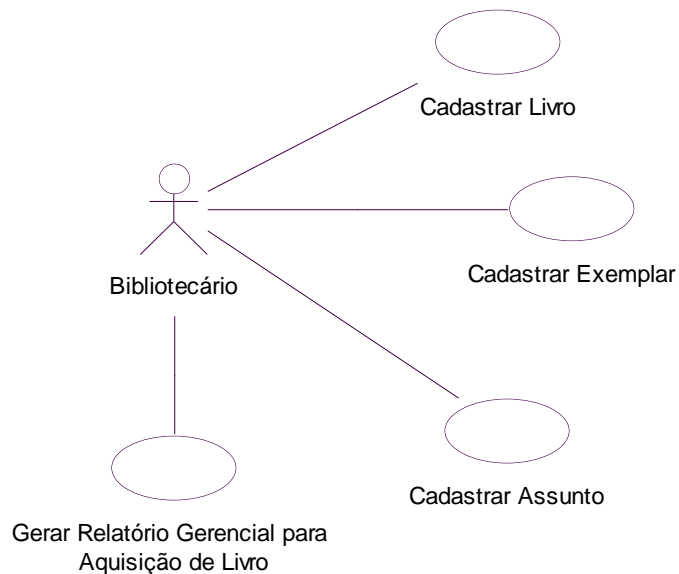 Cadastrar Livro
Cadastrar Exemplar
Bibliotecário
Cadastrar Assunto
Gerar Relatório Gerencial para
Aquisição de Livro